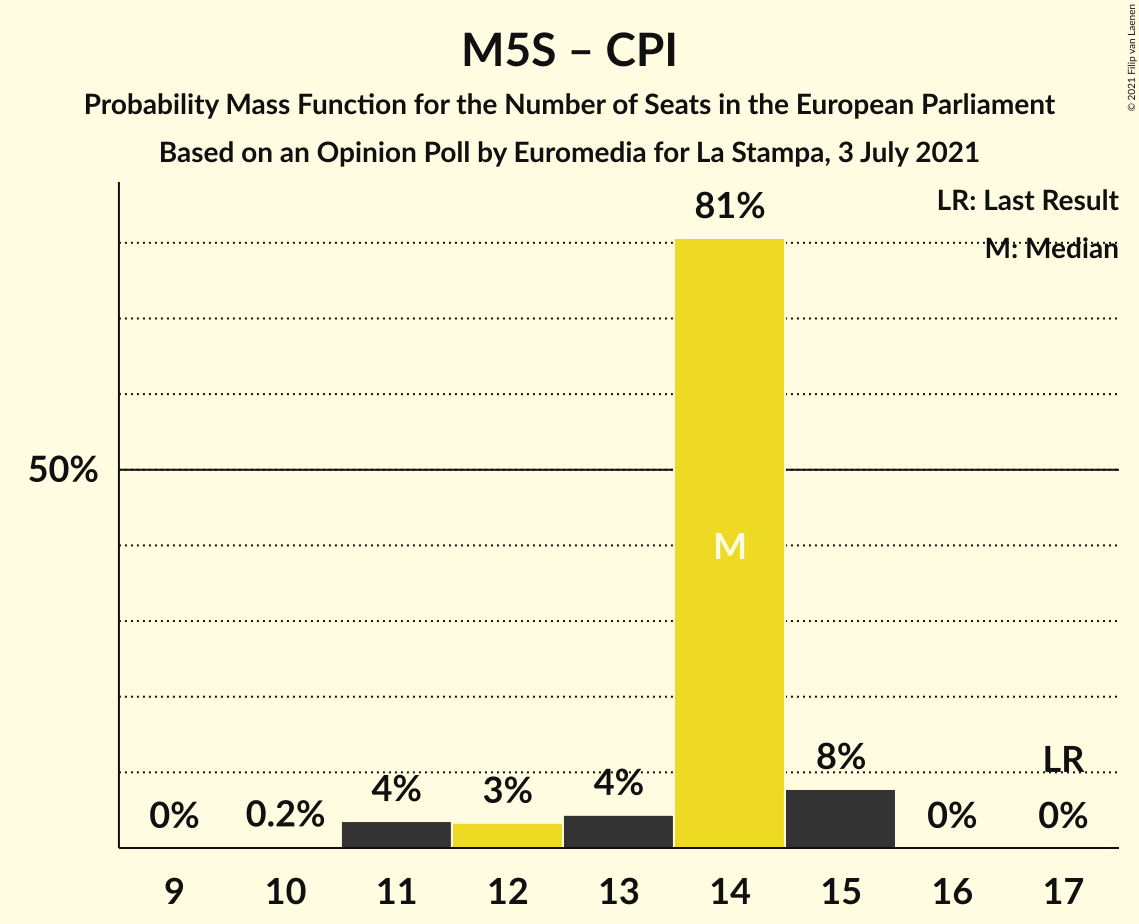 M5S – CPI
Probability Mass Function for the Number of Seats in the European Parliament
Based on an Opinion Poll by Euromedia for La Stampa, 3 July 2021
© 2021 Filip van Laenen
LR: Last Result
M: Median
81%
50%
M
8%
LR
4%
3%
4%
0%
0.2%
0%
0%
9 10 11 12 13 14 15 16 17